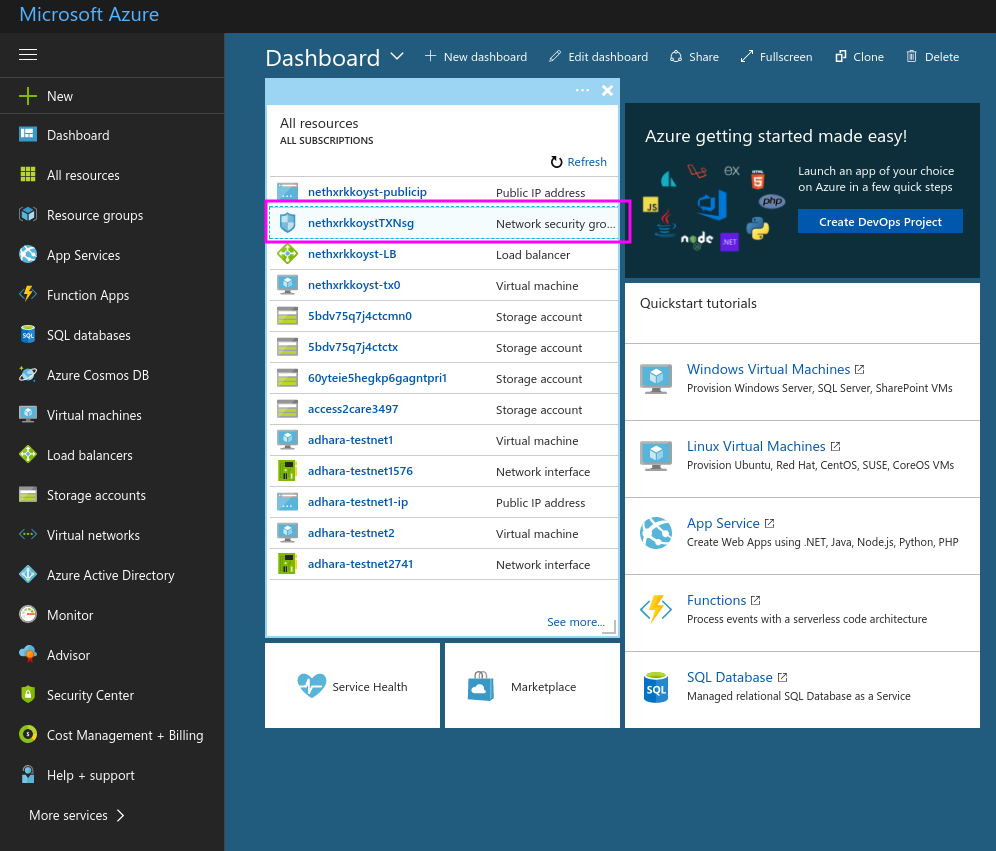 Microsoft Azure
New
Dashboard
All resources
Resource groups
App Services
Function Apps
SQL databases
Azure Cosmos DB
Virtual machines
Load balancers
Storage accounts
Virtual networks
Azure Active Directory
Monitor
Advisor
Security Center
Cost Management + Billing
Help + support
More services
Dashboard
New dashboard
Edit dashboard
Share
Fullscreen
Clone
Delete
All resources
ALL SUBSCRIPTIONS
Refresh
nethxrkkoyst-publicip Public IP address
nethxrkkoystTXNsg Network security gro...
nethxrkkoyst-LB Load balancer
nethxrkkoyst-tx0 Virtual machine
5bdv75q7j4ctcmn0 Storage account
5bdv75q7j4ctctx Storage account
60yteie5hegkp6gagntpri1 Storage account
access2care3497 Storage account
adhara-testnet1 Virtual machine
adhara-testnet1576 Network interface
adhara-testnet1-ip Public IP address
adhara-testnet2 Virtual machine
adhara-testnet2741 Network interface
See more...
Service Health
Marketplace
Azure getting started made easy!
Launch an app of your choice
on Azure in a few quick steps
Create DevOps Project
EX
JS
php
node
.NET
Quickstart tutorials
Windows Virtual Machines
Provision Windows Server, SQL Server, SharePoint VMs
Linux Virtual Machines
Provision Ubuntu, Red Hat, CentOS, SUSE, CoreOS VMs
App Service
Create Web Apps using .NET, Java, Node.js, Python, PHP
Functions
Process events with a serverless code architecture
SQL
SQL Database
Managed relational SQL Database as a Service